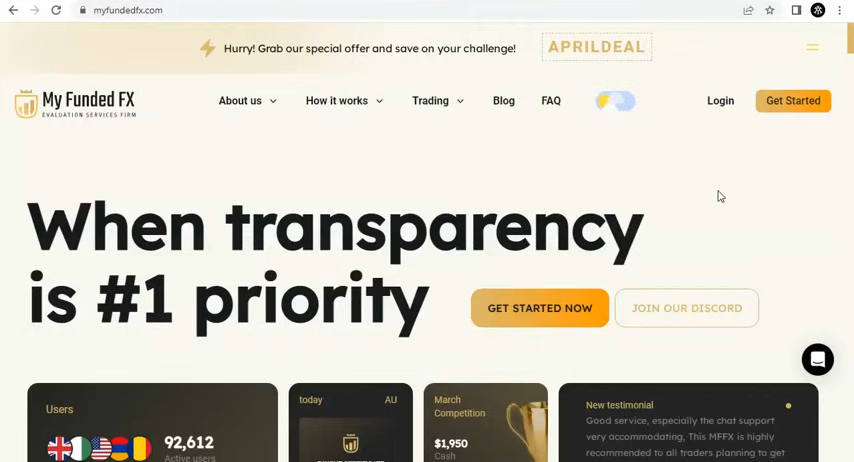 myfundedfx.com
Hurry! Grab our special offer and save on your challenge!
APRILDEAL
My Funded FX
EVALUATION SERVICES FIRM
About us
How it works
Trading
Blog
FAQ
Login
Get Started
When transparency
is #1 priority
GET STARTED NOW
JOIN OUR DISCORD
Users
92,612
Active users
today
AU
March
Competition
$1,950
Cash
New testimonial
Good service, especially the chat support
very accommodating, This MFFX is highly
recommended to all traders planning to get